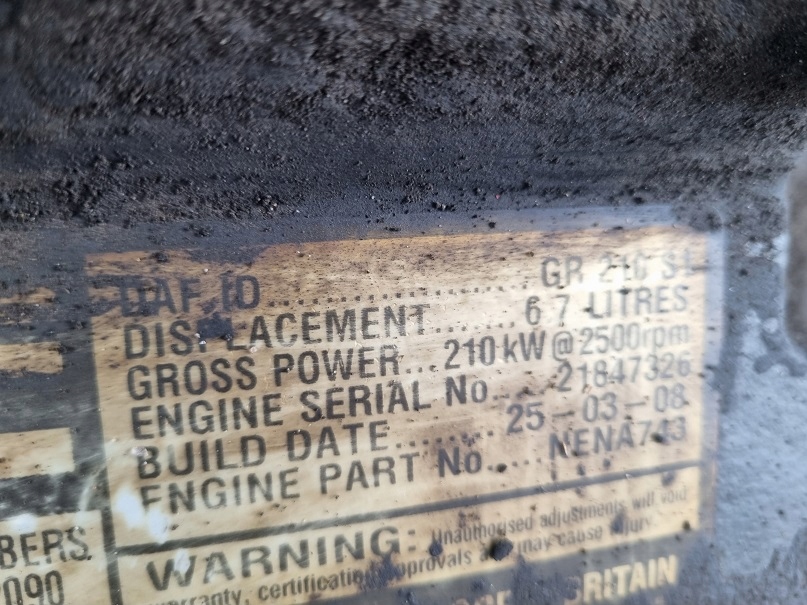 DAF ID.................... GR 210 S1
DISPLACEMENT....... 6.7 LITRES
GROSS POWER... 210 kW @ 2500rpm
ENGINE SERIAL No.... 21847326
BUILD DATE........ 25-03-08
ENGINE PART No.... NENA743
WARNING: Unauthorised adjustments will void
warranty, certification approvals may cause injury.
BERS.
090
BRITAIN